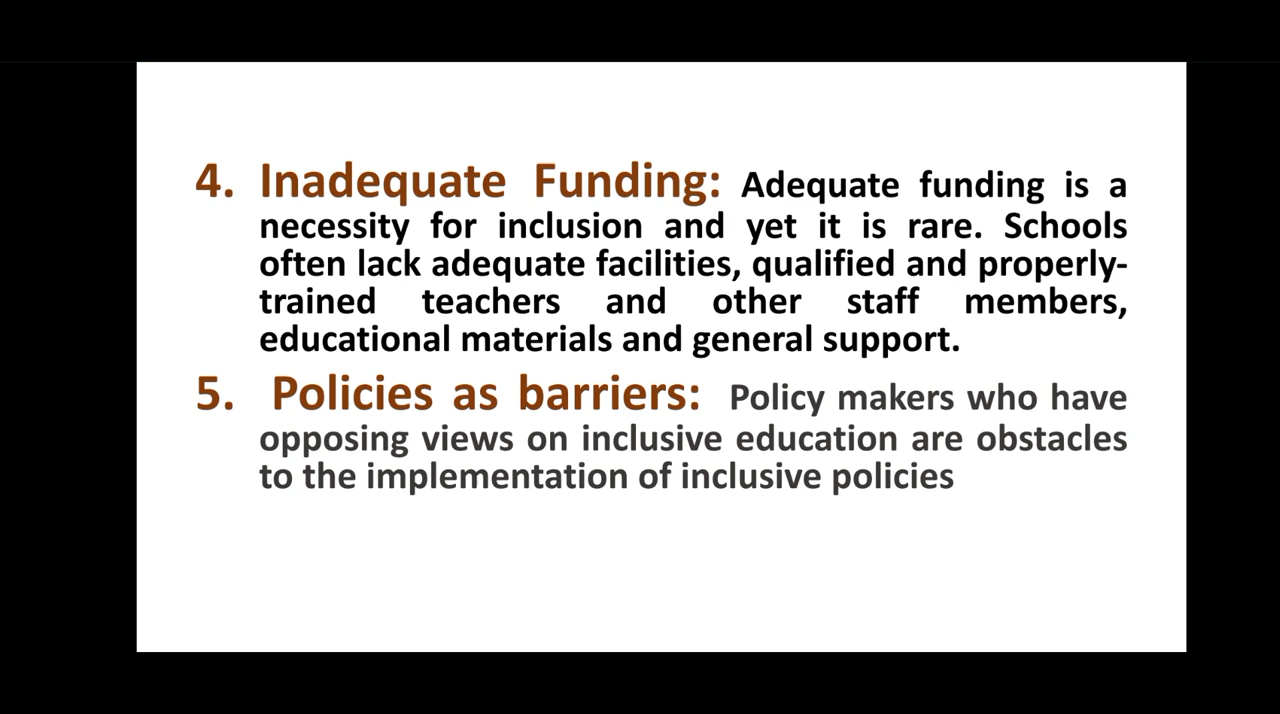 4. Inadequate Funding: Adequate funding is a
necessity for inclusion and yet it is rare. Schools
often lack adequate facilities, qualified and properly-
trained teachers and other staff members,
educational materials and general support.
5. Policies as barriers: Policy makers who have
opposing views on inclusive education are obstacles
to the implementation of inclusive policies